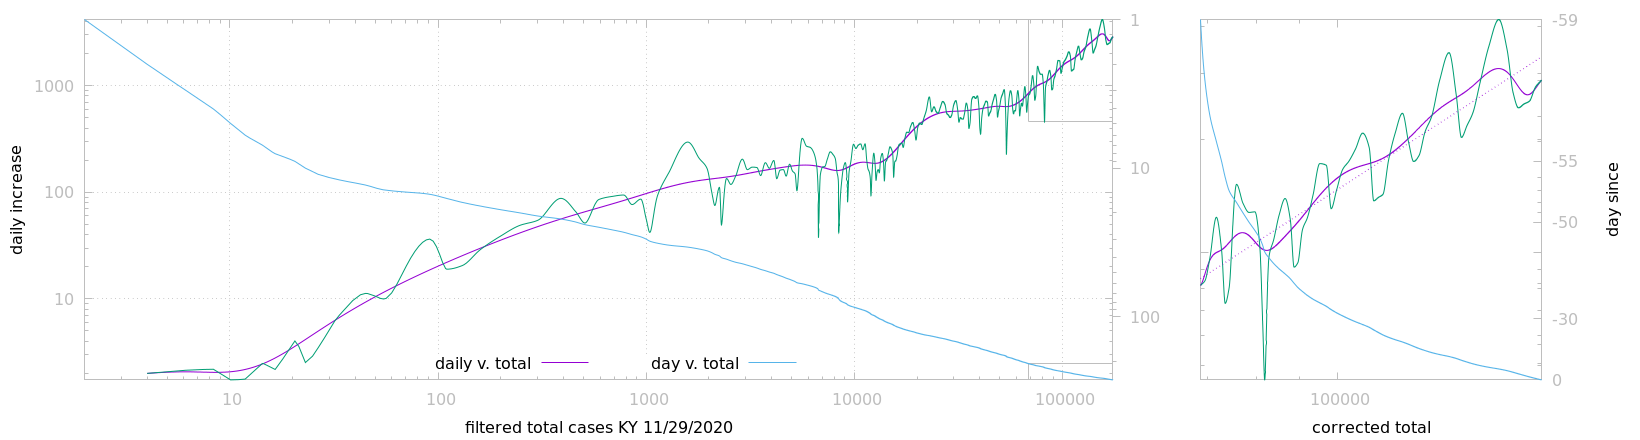 1000
100
10
daily increase
daily v. total
day v. total
10
100
1000
10000
100000
filtered total cases KY 11/29/2020
1
10
100
-59
-55
-50
-30
0
day since
100000
corrected total